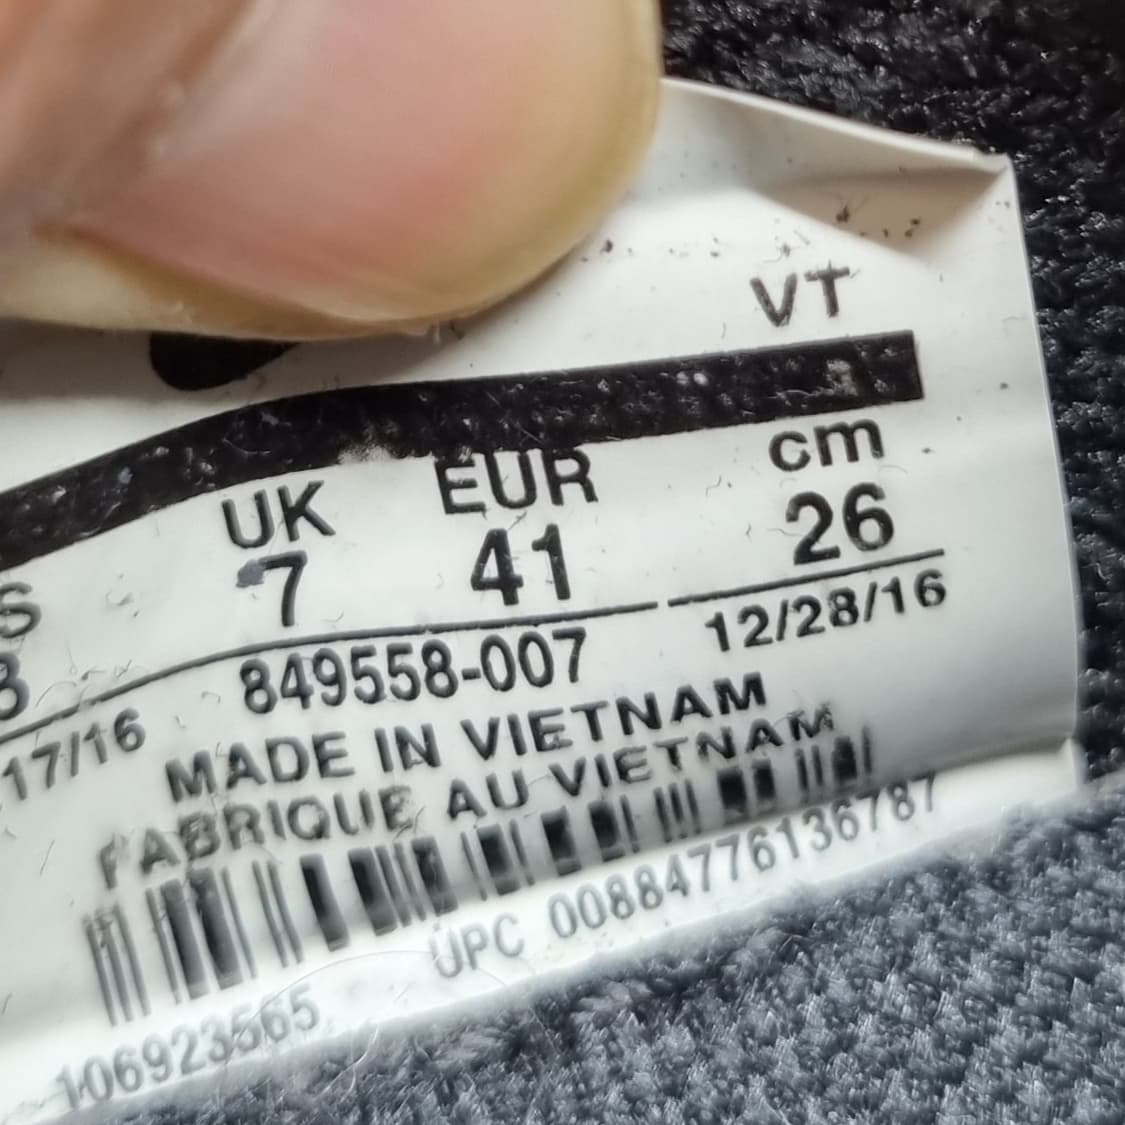 VT
UK EUR cm
S 7 41 26
8 849558-007 12/28/16
17/16 MADE IN VIETNAM
FABRIQUE AU VIETNAM
UPC 00884776136787
106923565